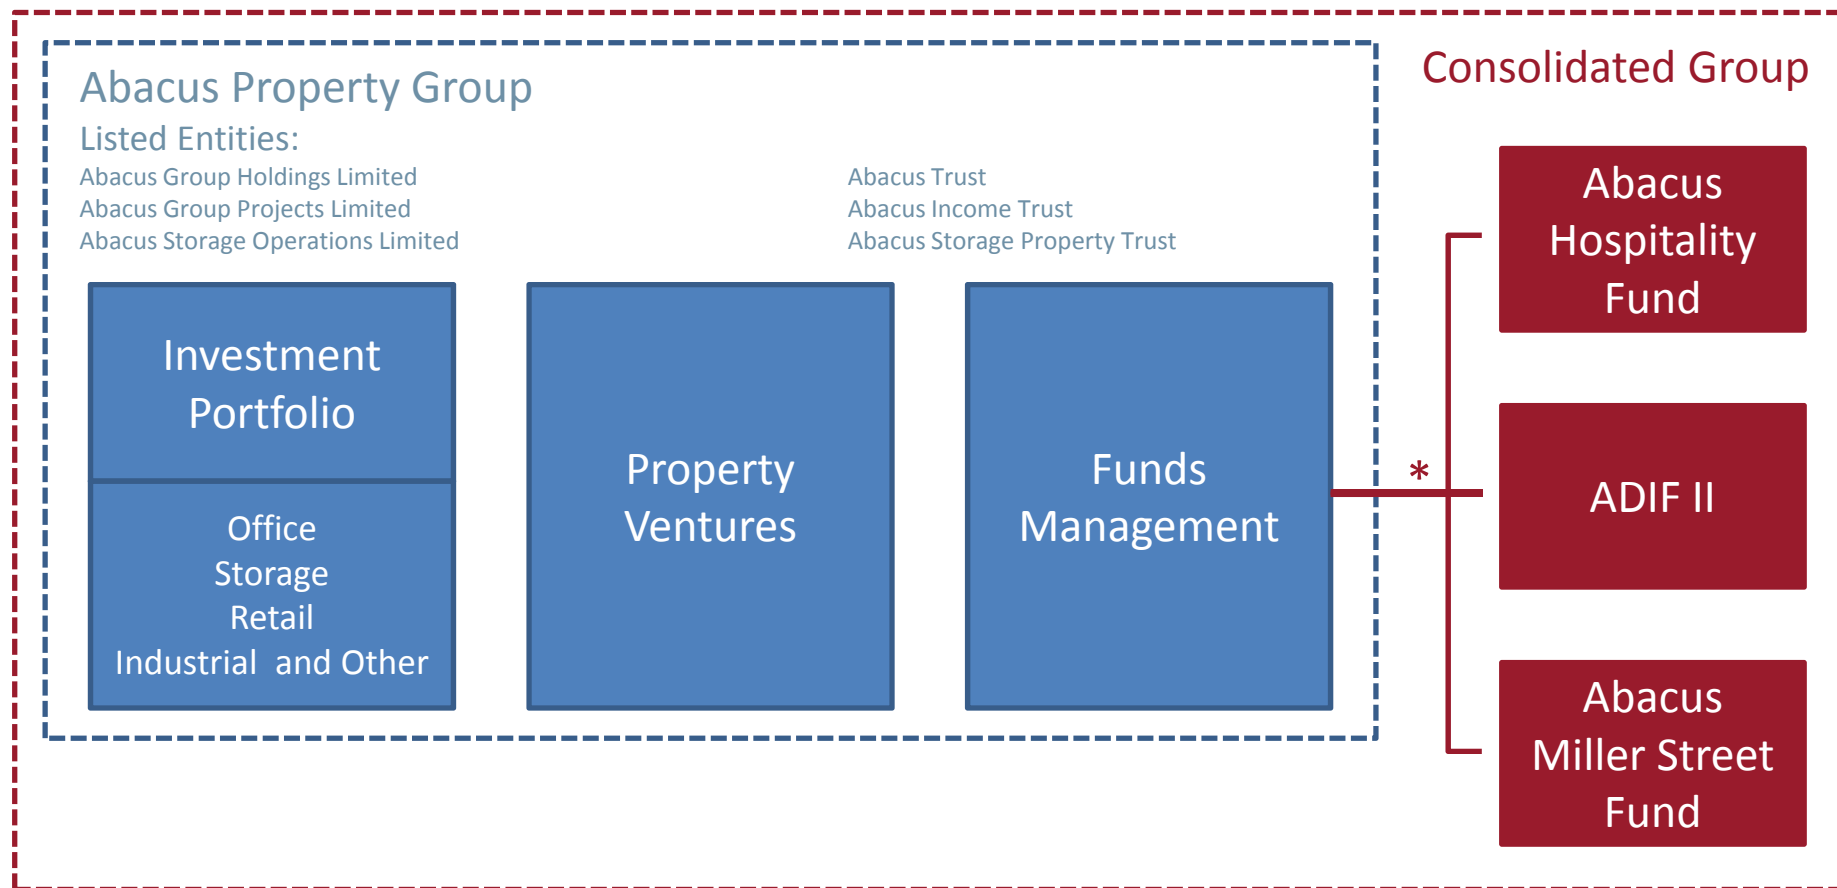 Consolidated Group
Abacus Property Group
Listed Entities:
Abacus Group Holdings Limited
Abacus Group Projects Limited
Abacus Storage Operations Limited
Abacus Trust
Abacus Income Trust
Abacus Storage Property Trust
Investment
Portfolio
Office
Storage
Retail
Industrial and Other
Property
Ventures
Funds
Management
*
Abacus
Hospitality
Fund
ADIF II
Abacus
Miller Street
Fund